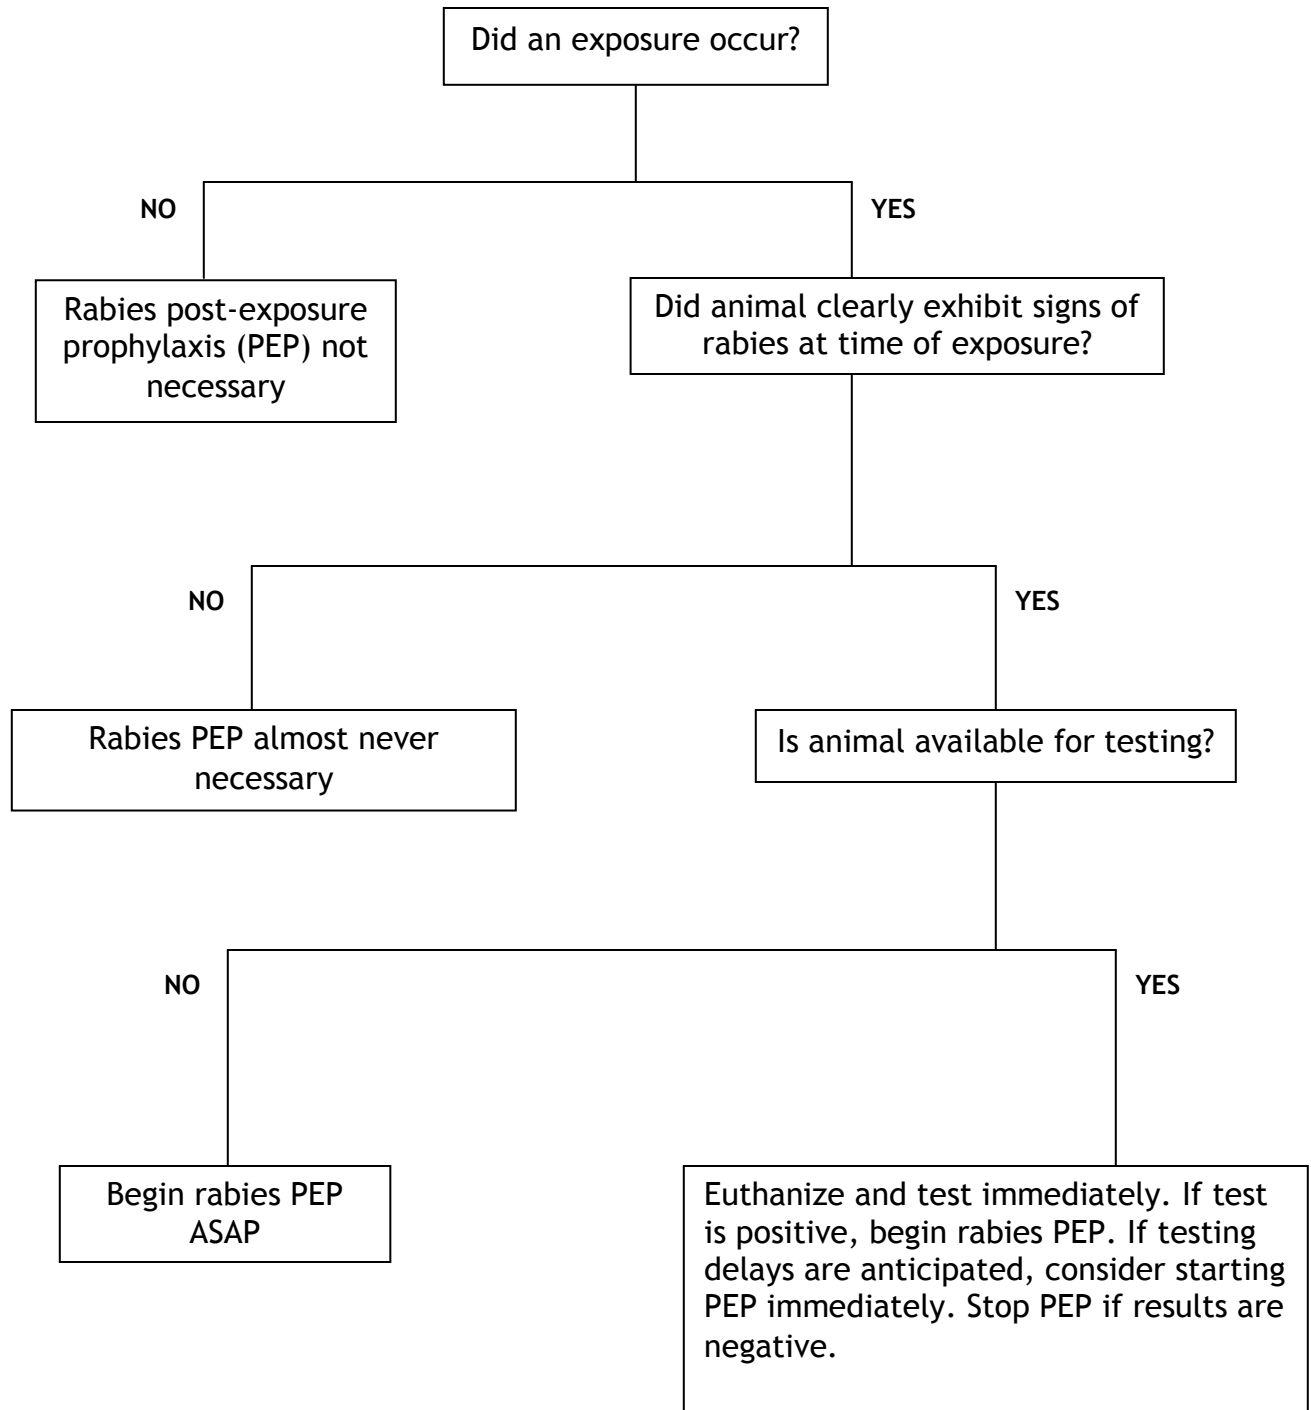 Did an exposure occur?
NO
YES
Rabies post-exposure
prophylaxis (PEP) not
necessary
Did animal clearly exhibit signs of
rabies at time of exposure?
NO
YES
Rabies PEP almost never
necessary
Is animal available for testing?
NO
YES
Begin rabies PEP
ASAP
Euthanize and test immediately. If test
is positive, begin rabies PEP. If testing
delays are anticipated, consider starting
PEP immediately. Stop PEP if results are
negative.